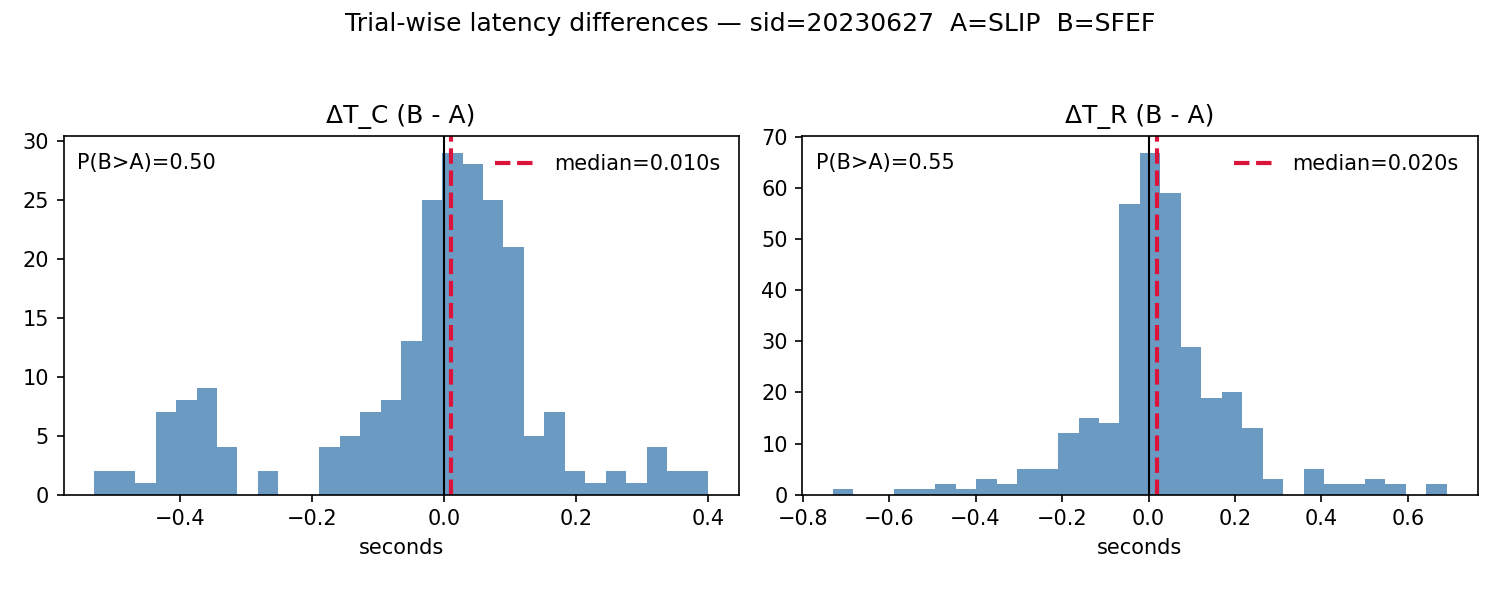 Trial-wise latency differences — sid=20230627  A=SLIP  B=SFEF
ΔT_C (B - A)
P(B>A)=0.50
median=0.010s
30
25
20
15
10
5
0
−0.4 −0.2 0.0 0.2 0.4
seconds
ΔT_R (B - A)
P(B>A)=0.55
median=0.020s
70
60
50
40
30
20
10
0
−0.8 −0.6 −0.4 −0.2 0.0 0.2 0.4 0.6
seconds